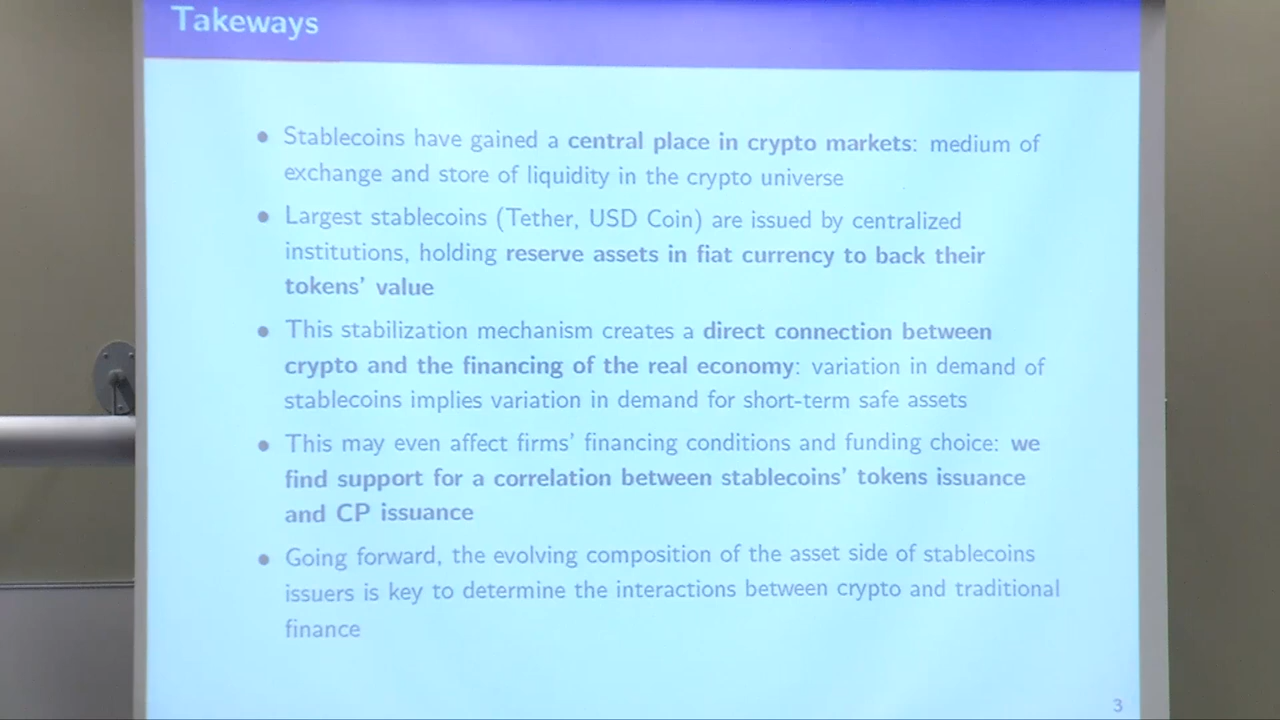 Takeways
• Stablecoins have gained a central place in crypto markets: medium of
exchange and store of liquidity in the crypto universe
• Largest stablecoins (Tether, USD Coin) are issued by centralized
institutions, holding reserve assets in fiat currency to back their
tokens' value
• This stabilization mechanism creates a direct connection between
crypto and the financing of the real economy: variation in demand of
stablecoins implies variation in demand for short-term safe assets
• This may even affect firms' financing conditions and funding choice: we
find support for a correlation between stablecoins' tokens issuance
and CP issuance
• Going forward, the evolving composition of the asset side of stablecoins
issuers is key to determine the interactions between crypto and traditional
finance
3